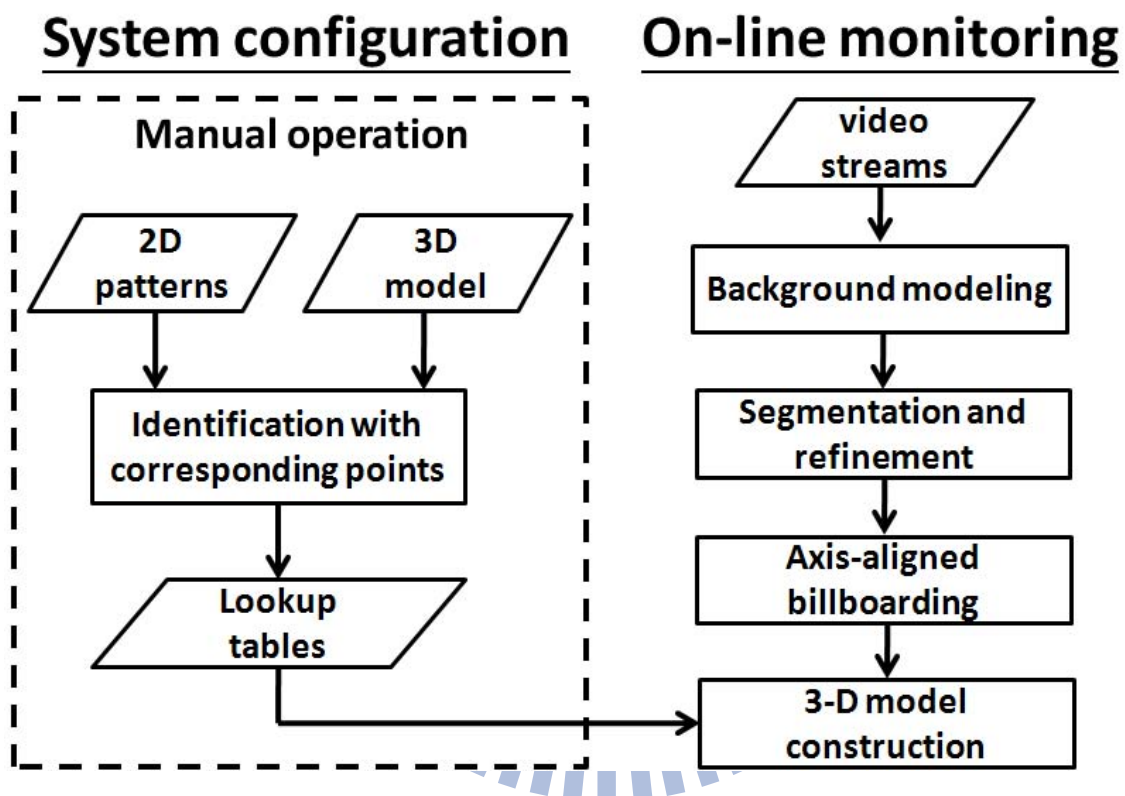 System configuration
On-line monitoring
Manual operation
2D
patterns
3D
model
Identification with
corresponding points
Lookup
tables
video
streams
Background modeling
Segmentation and
refinement
Axis-aligned
billboarding
3-D model
construction